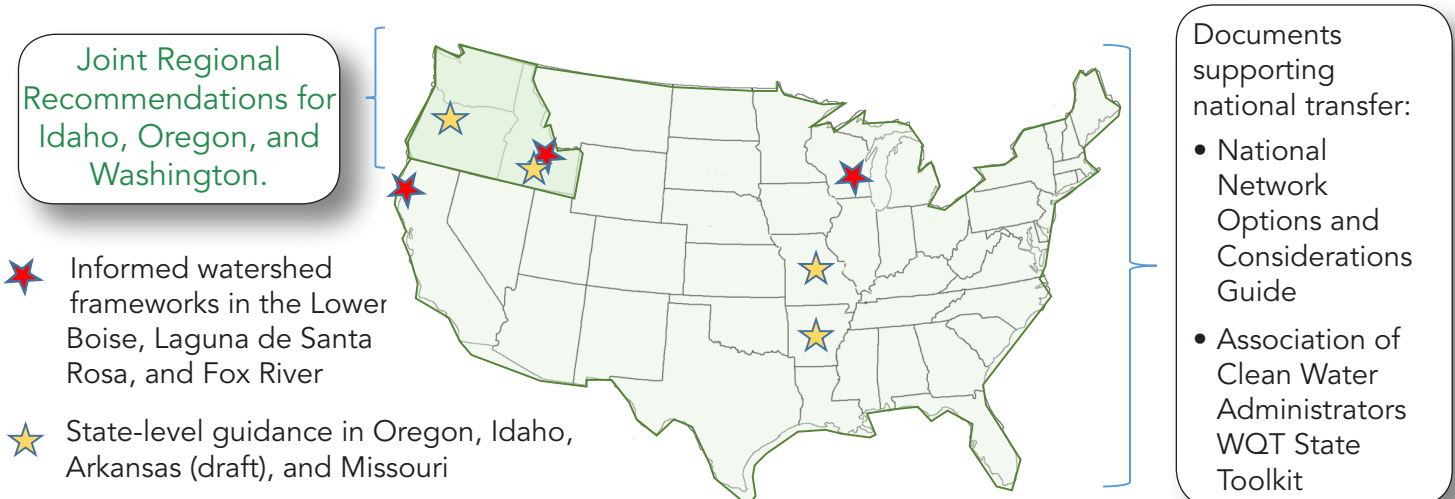 Joint Regional
Recommendations for
Idaho, Oregon, and
Washington.
Informed watershed
frameworks in the Lower
Boise, Laguna de Santa
Rosa, and Fox River
State-level guidance in Oregon, Idaho,
Arkansas (draft), and Missouri
Documents
supporting
national transfer:
• National
Network
Options and
Considerations
Guide
• Association of
Clean Water
Administrators
WQT State
Toolkit